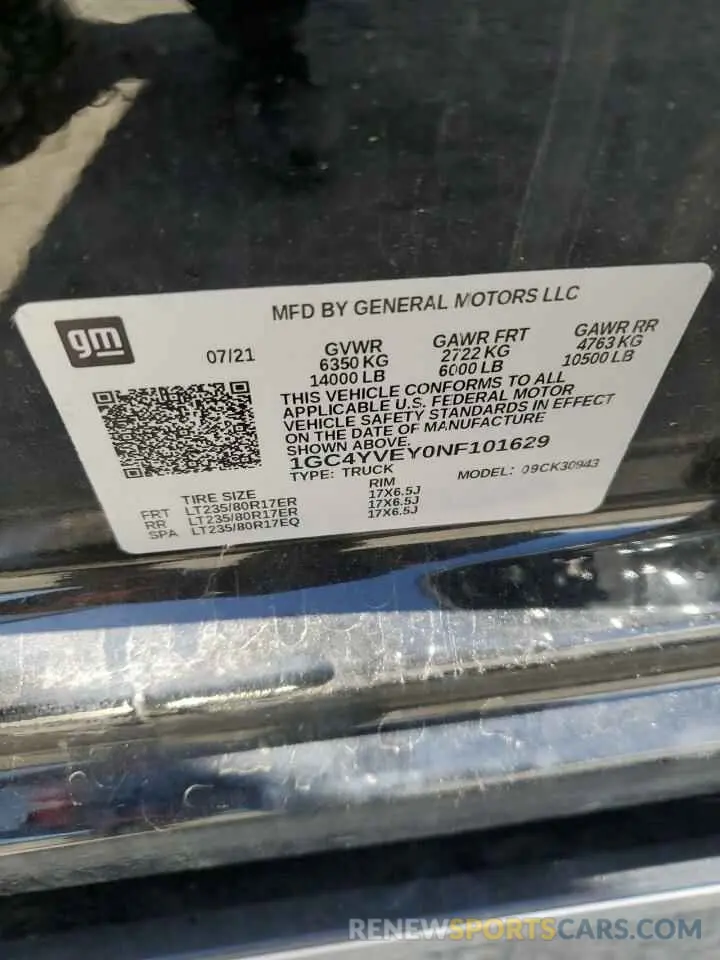 MFD BY GENERAL MOTORS LLC
gm
07/21
GVWR
6350 KG
14000 LB
GAWR FRT
2722 KG
6000 LB
GAWR RR
4763 KG
10500 LB
THIS VEHICLE CONFORMS TO ALL
APPLICABLE U.S. FEDERAL MOTOR
VEHICLE SAFETY STANDARDS IN EFFECT
ON THE DATE OF MANUFACTURE
SHOWN ABOVE.
1GC4YVEY0NF101629
TYPE: TRUCK
MODEL: 09CK30943
TIRE SIZE RIM
FRT LT235/80R17ER 17X6.5J
RR LT235/80R17ER 17X6.5J
SPA LT235/80R17EQ 17X6.5J
RENEWSPORTSCARS.COM